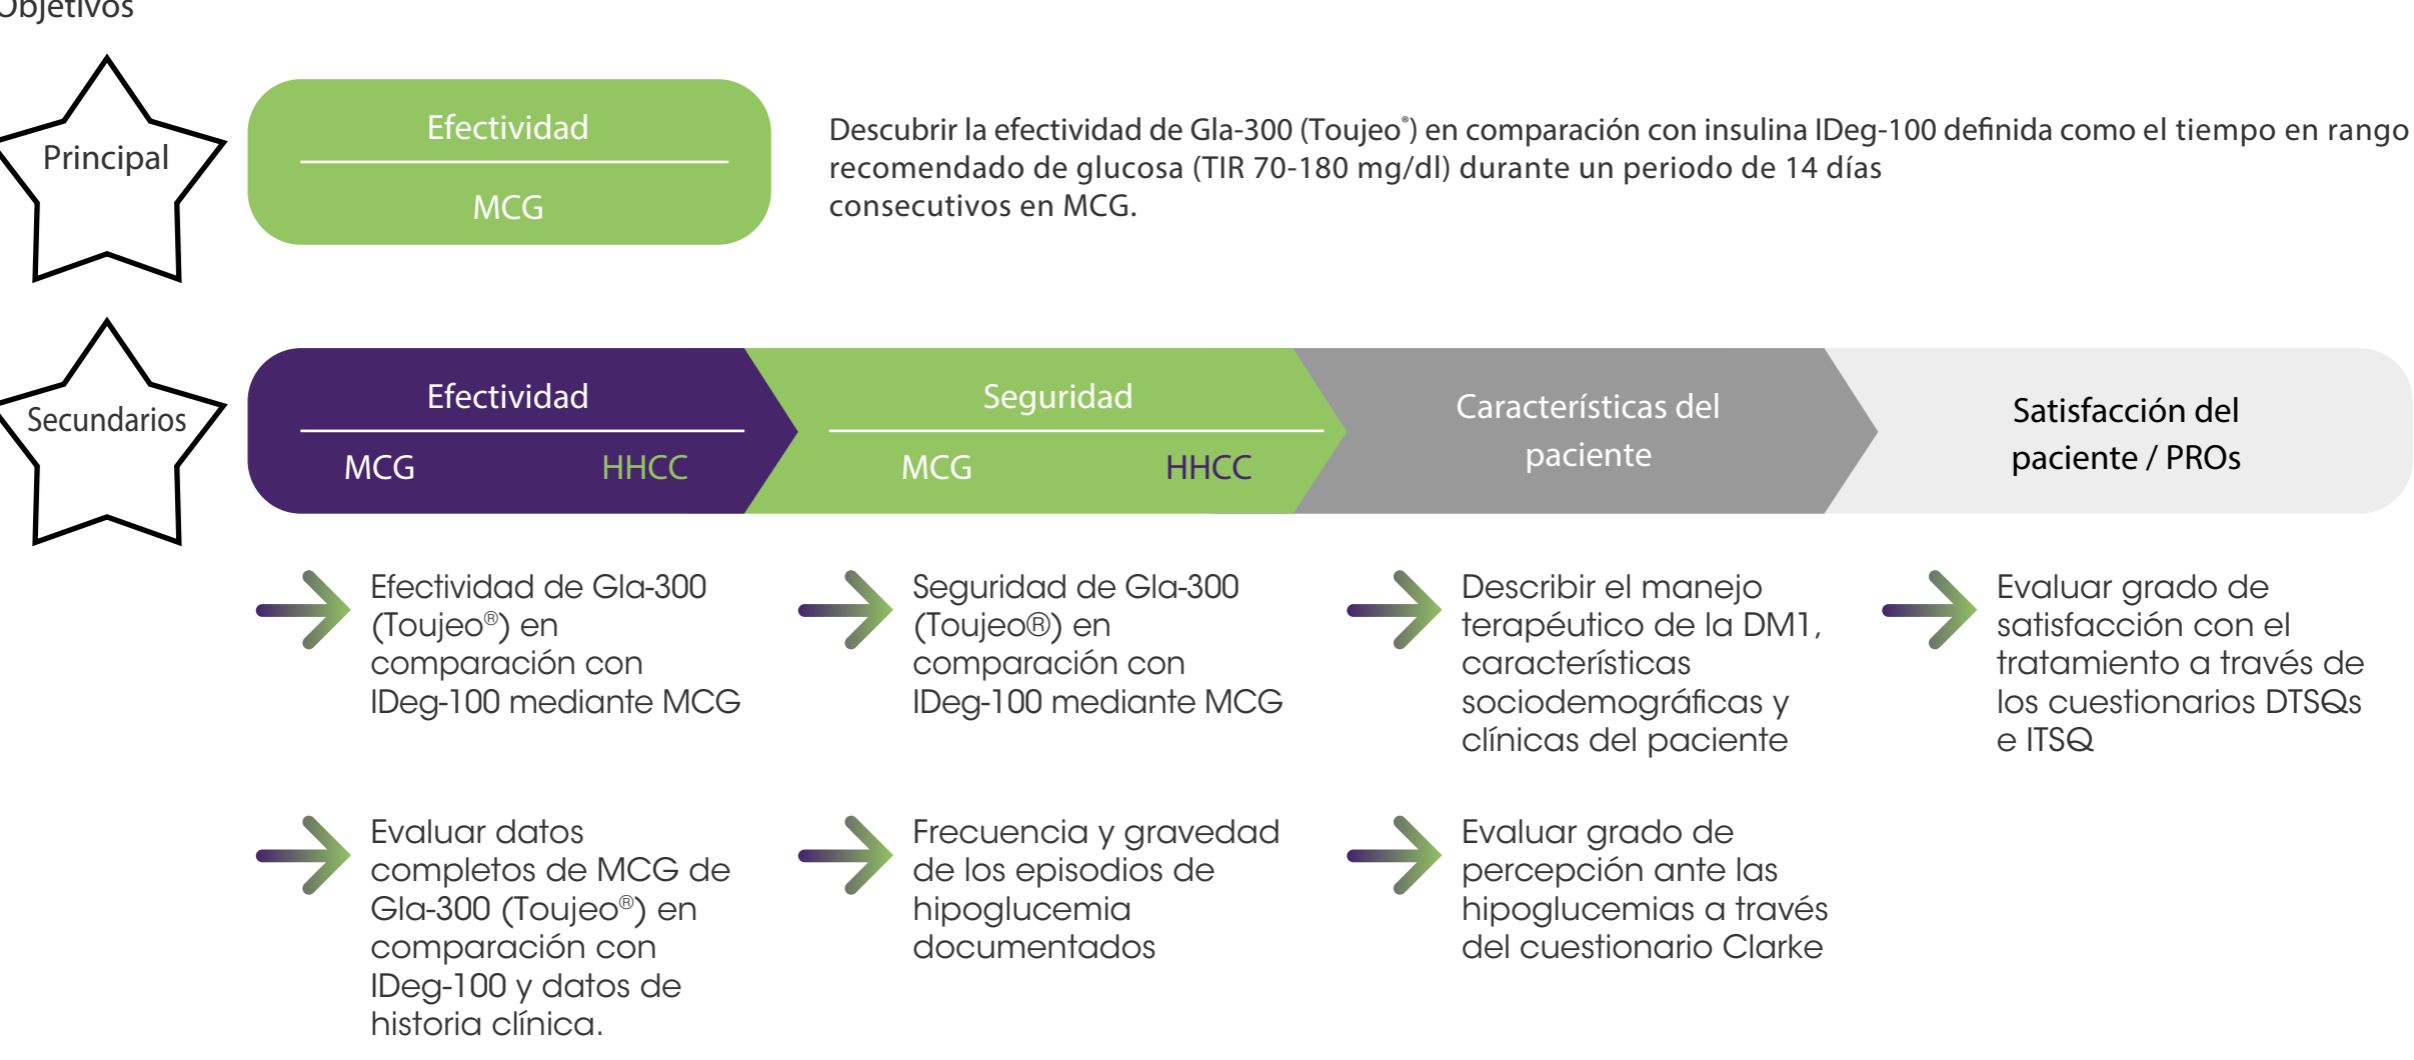 Objetivos
Principal
Efectividad
MCG
Descubrir la efectividad de Gla-300 (Toujeo®) en comparación con insulina IDeg-100 definida como el tiempo en rango
recomendado de glucosa (TIR 70-180 mg/dl) durante un periodo de 14 días
consecutivos en MCG.
Secundarios
Efectividad
MCG HHCC
Seguridad
MCG HHCC
Características del
paciente
Satisfacción del
paciente / PROs
Efectividad de Gla-300
(Toujeo®) en
comparación con
IDeg-100 mediante MCG
Evaluar datos
completos de MCG de
Gla-300 (Toujeo®) en
comparación con
IDeg-100 y datos de
historia clínica.
Seguridad de Gla-300
(Toujeo®) en
comparación con
IDeg-100 mediante MCG
Frecuencia y gravedad
de los episodios de
hipoglucemia
documentados
Describir el manejo
terapéutico de la DM1,
características
sociodemográficas y
clínicas del paciente
Evaluar grado de
percepción ante las
hipoglucemias a través
del cuestionario Clarke
Evaluar grado de
satisfacción con el
tratamiento a través de
los cuestionarios DTSQs
e ITSQ